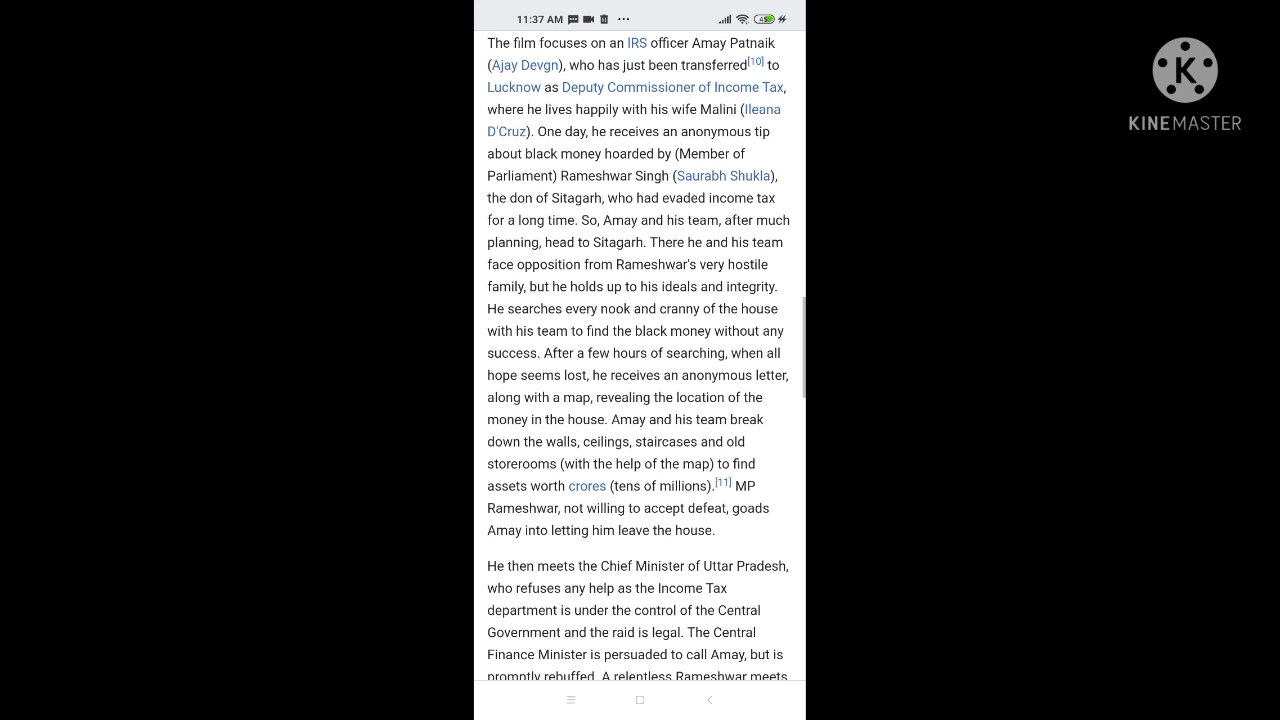 11:37 AM
45
K
KINEMASTER
The film focuses on an IRS officer Amay Patnaik
(Ajay Devgn), who has just been transferred[10] to
Lucknow as Deputy Commissioner of Income Tax,
where he lives happily with his wife Malini (Ileana
D'Cruz). One day, he receives an anonymous tip
about black money hoarded by (Member of
Parliament) Rameshwar Singh (Saurabh Shukla),
the don of Sitagarh, who had evaded income tax
for a long time. So, Amay and his team, after much
planning, head to Sitagarh. There he and his team
face opposition from Rameshwar's very hostile
family, but he holds up to his ideals and integrity.
He searches every nook and cranny of the house
with his team to find the black money without any
success. After a few hours of searching, when all
hope seems lost, he receives an anonymous letter,
along with a map, revealing the location of the
money in the house. Amay and his team break
down the walls, ceilings, staircases and old
storerooms (with the help of the map) to find
assets worth crores (tens of millions).[11] MP
Rameshwar, not willing to accept defeat, goads
Amay into letting him leave the house.
He then meets the Chief Minister of Uttar Pradesh,
who refuses any help as the Income Tax
department is under the control of the Central
Government and the raid is legal. The Central
Finance Minister is persuaded to call Amay, but is
promptly rebuffed. A relentless Rameshwar meets